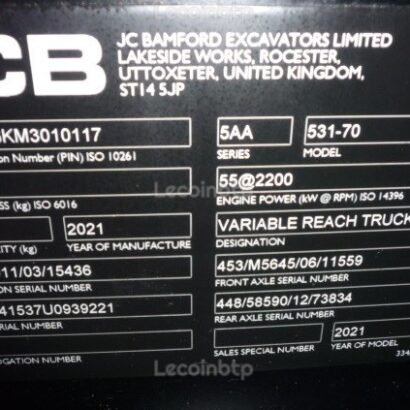 CB
JC BAMFORD EXCAVATORS LIMITED
LAKESIDE WORKS, ROCESTER,
UTTOXETER, UNITED KINGDOM,
ST14 5JP
KM3010117
5AA 531-70
on Number (PIN) ISO 10261
SERIES MODEL
Lecoinbtp
55@2200
SS (kg) ISO 6016
ENGINE POWER (kW @ RPM) ISO 14396
2021
VARIABLE REACH TRUCK
ITY (kg) YEAR OF MANUFACTURE
DESIGNATION
11/03/15436
453/M5645/06/11559
ON SERIAL NUMBER
FRONT AXLE SERIAL NUMBER
41537U0939221
448/58590/12/73834
ERIAL NUMBER
REAR AXLE SERIAL NUMBER
2021
OGATION NUMBER
SALES SPECIAL NUMBER YEAR OF MODEL
334
Lecoinbtp